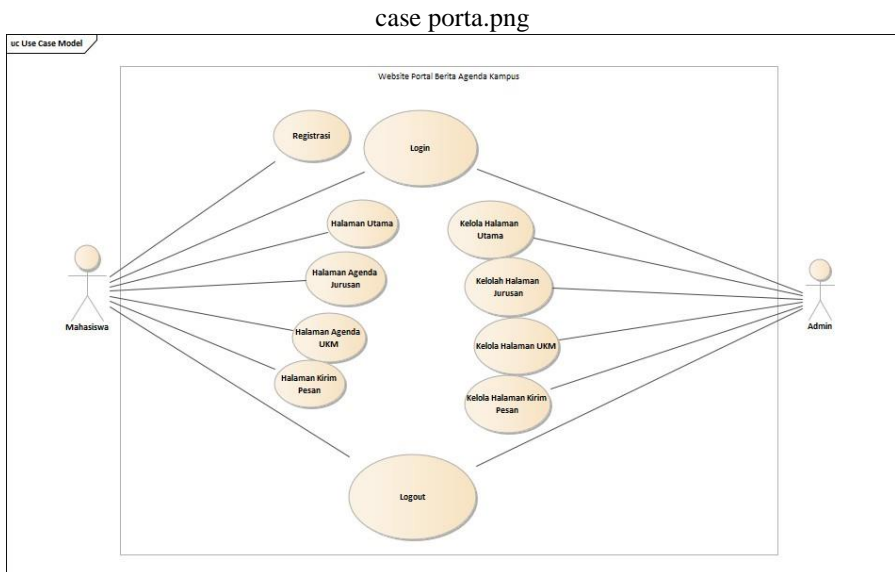 case porta.png
uc Use Case Model
Website Portal Berita Agenda Kampus
Registrasi
Login
Halaman Utama
Kelola Halaman
Utama
Halaman Agenda
Jurusan
Kelolah Halaman
Jurusan
Mahasiswa
Admin
Halaman Agenda
UKM
Kelola Halaman UKM
Halaman Kirim
Pesan
Kelola Halaman Kirim
Pesan
Logout